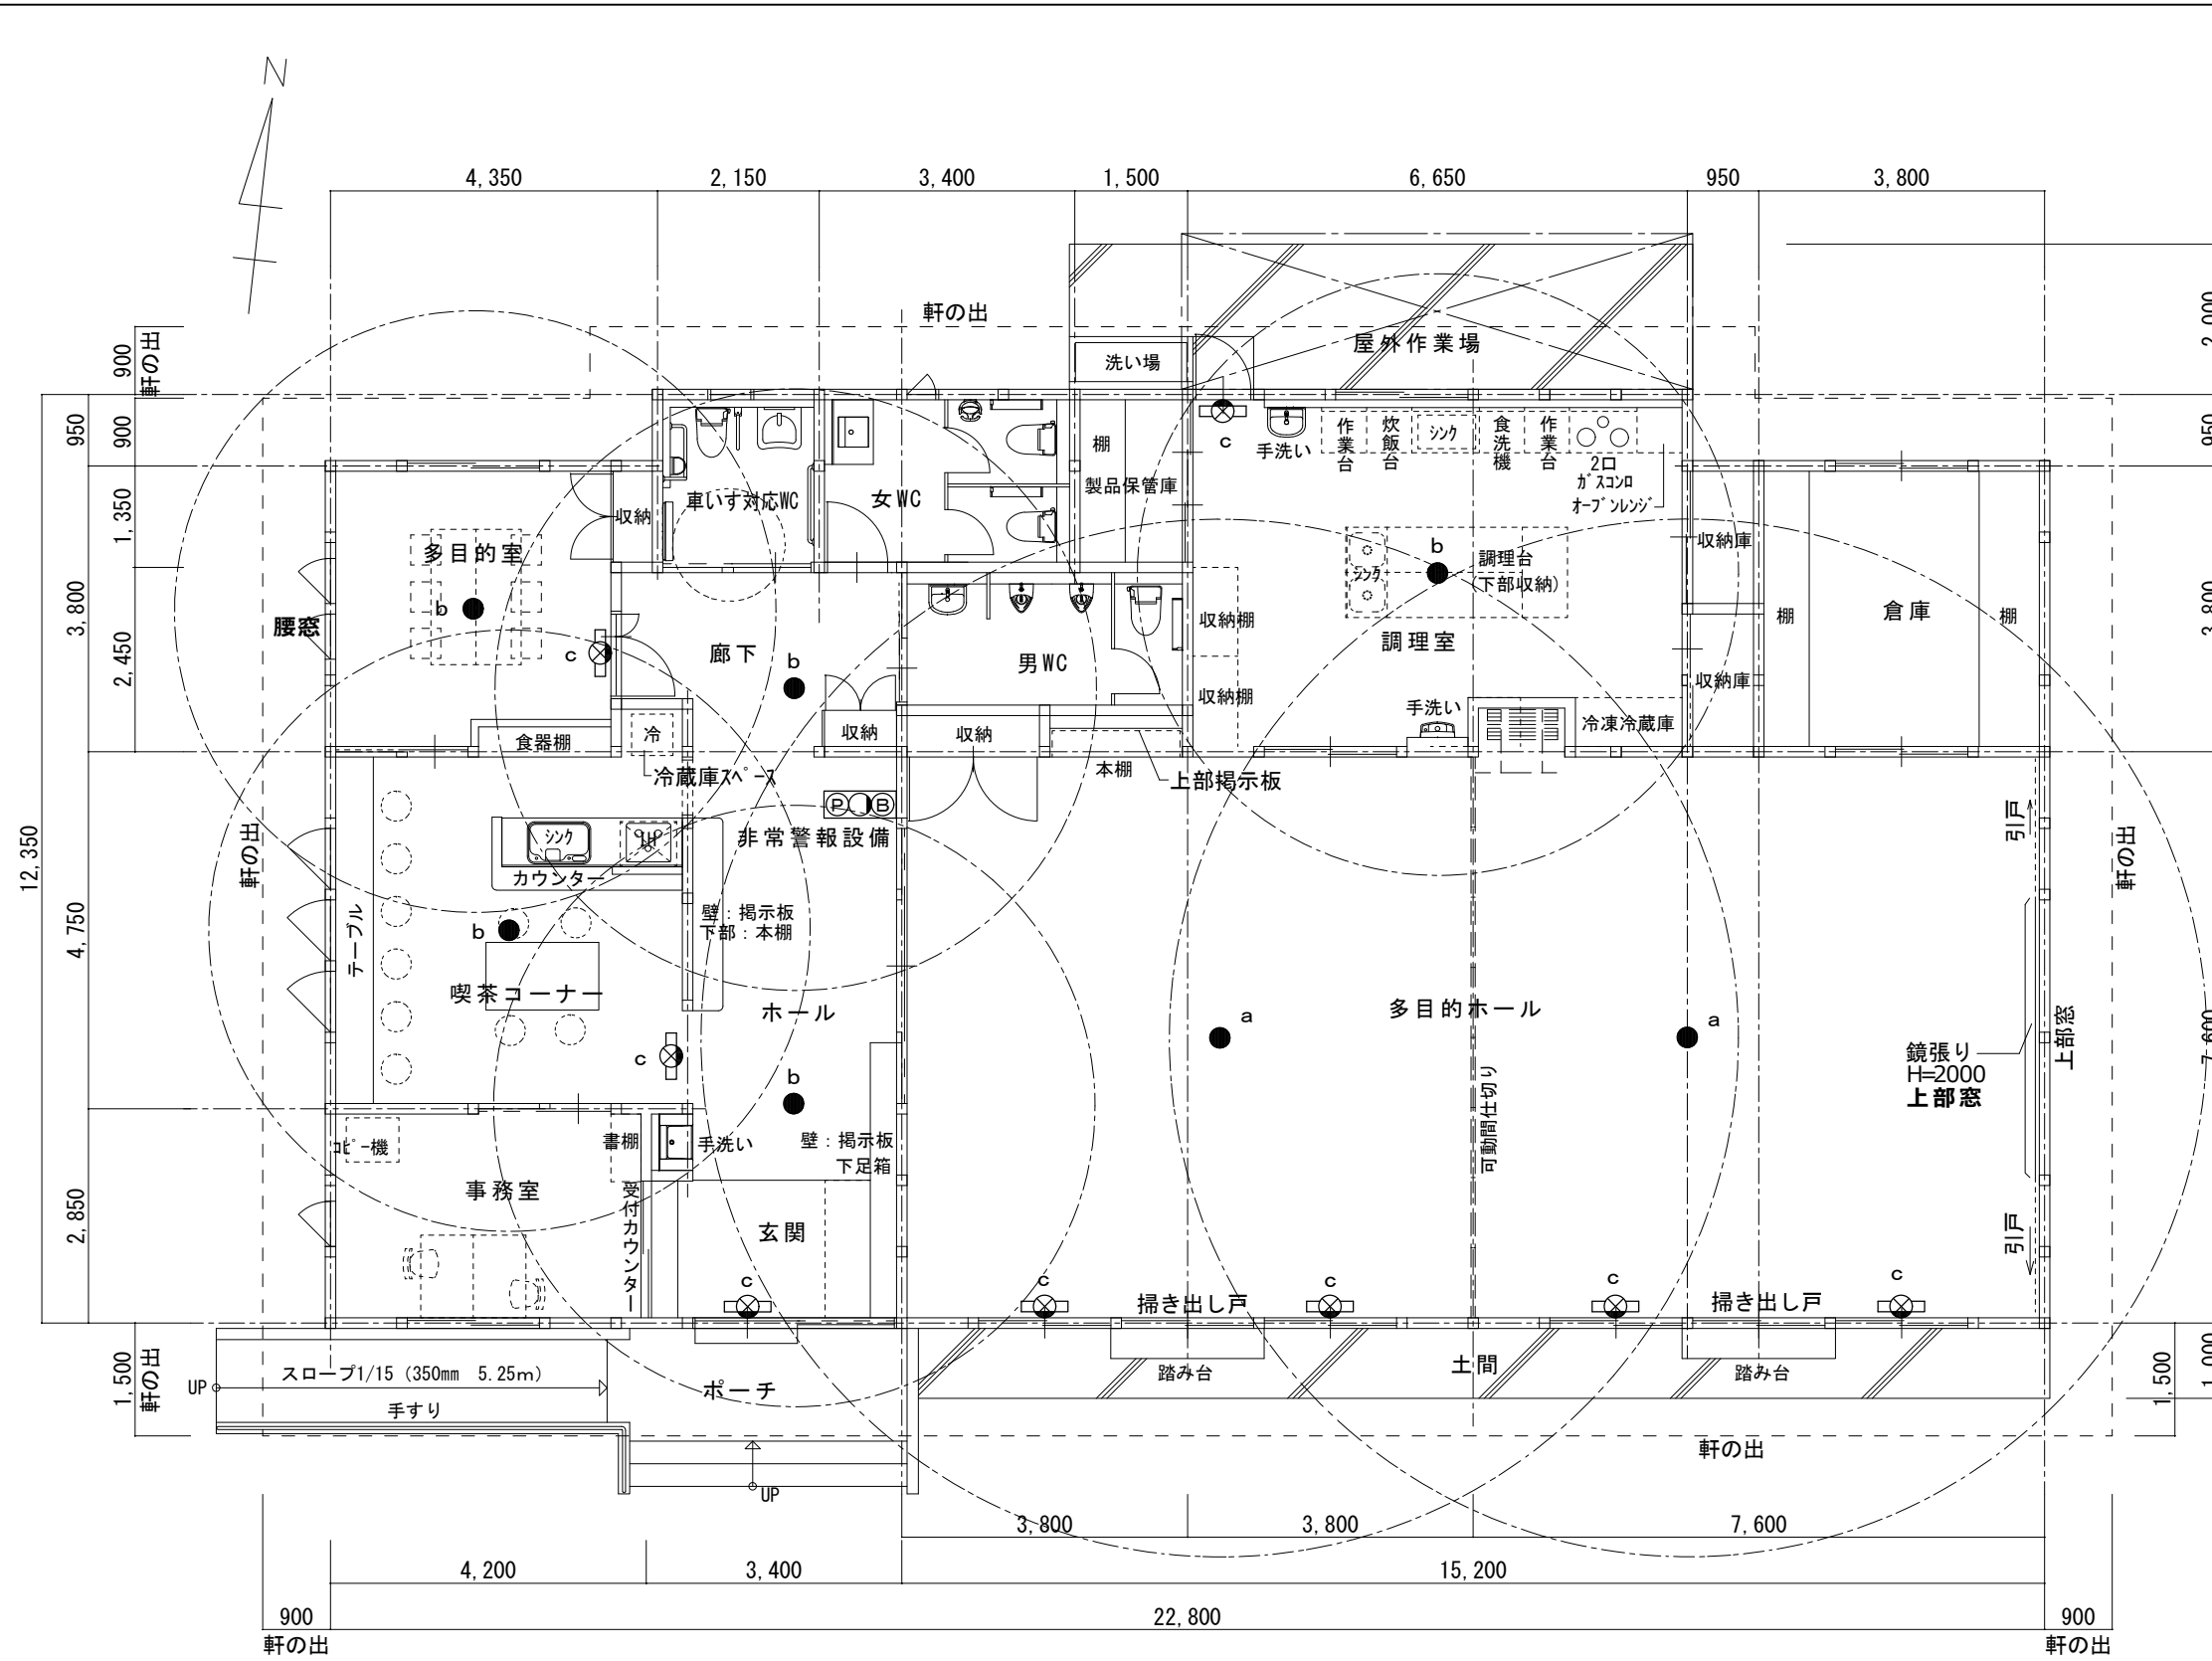 N
4,350
2,150
3,400
1,500
6,650
950
3,800
軒の出
900
軒の出
900
950
1,350
3,800
2,450
12,350
4,750
2,850
1,500
軒の出
軒の出
屋外作業場
洗い場
c
手洗い
作業台
炊飯台
シンク
食洗機
作業台
2口
ガスコンロ
オーブンレンジ
棚
製品保管庫
女WC
車いす対応WC
収納
多目的室
b
腰窓
c
廊下
b
男WC
収納棚
収納棚
シンク
b
調理台
(下部収納)
調理室
収納庫
収納庫
棚
倉庫
棚
手洗い
冷凍冷蔵庫
食器棚
冷
冷蔵庫スペース
収納
収納
本棚
上部掲示板
P
B
非常警報設備
シンク
IH
カウンター
テーブル
b
喫茶コーナー
壁：掲示板
下部：本棚
ホール
c
b
a
多目的ホール
a
可動間仕切り
引戸
軒の出
上部窓
鏡張り
H=2000
上部窓
引戸
コピー機
書棚
手洗い
壁：掲示板
下足箱
事務室
受付カウンター
玄関
c
c
c
c
c
掃き出し戸
掃き出し戸
スロープ1/15 (350mm 5.25m)
UP
手すり
ポーチ
UP
踏み台
土間
踏み台
軒の出
2,000
950
3,800
7,600
1,000
1,500
3,800
3,800
7,600
4,200
3,400
15,200
900
22,800
900
軒の出
軒の出